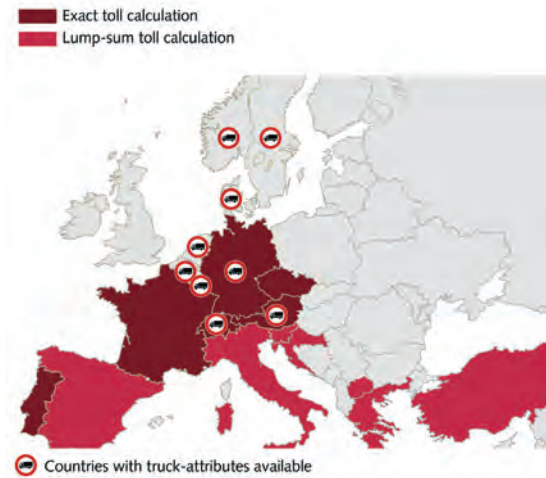 Exact toll calculation
Lump-sum toll calculation
Countries with truck-attributes available